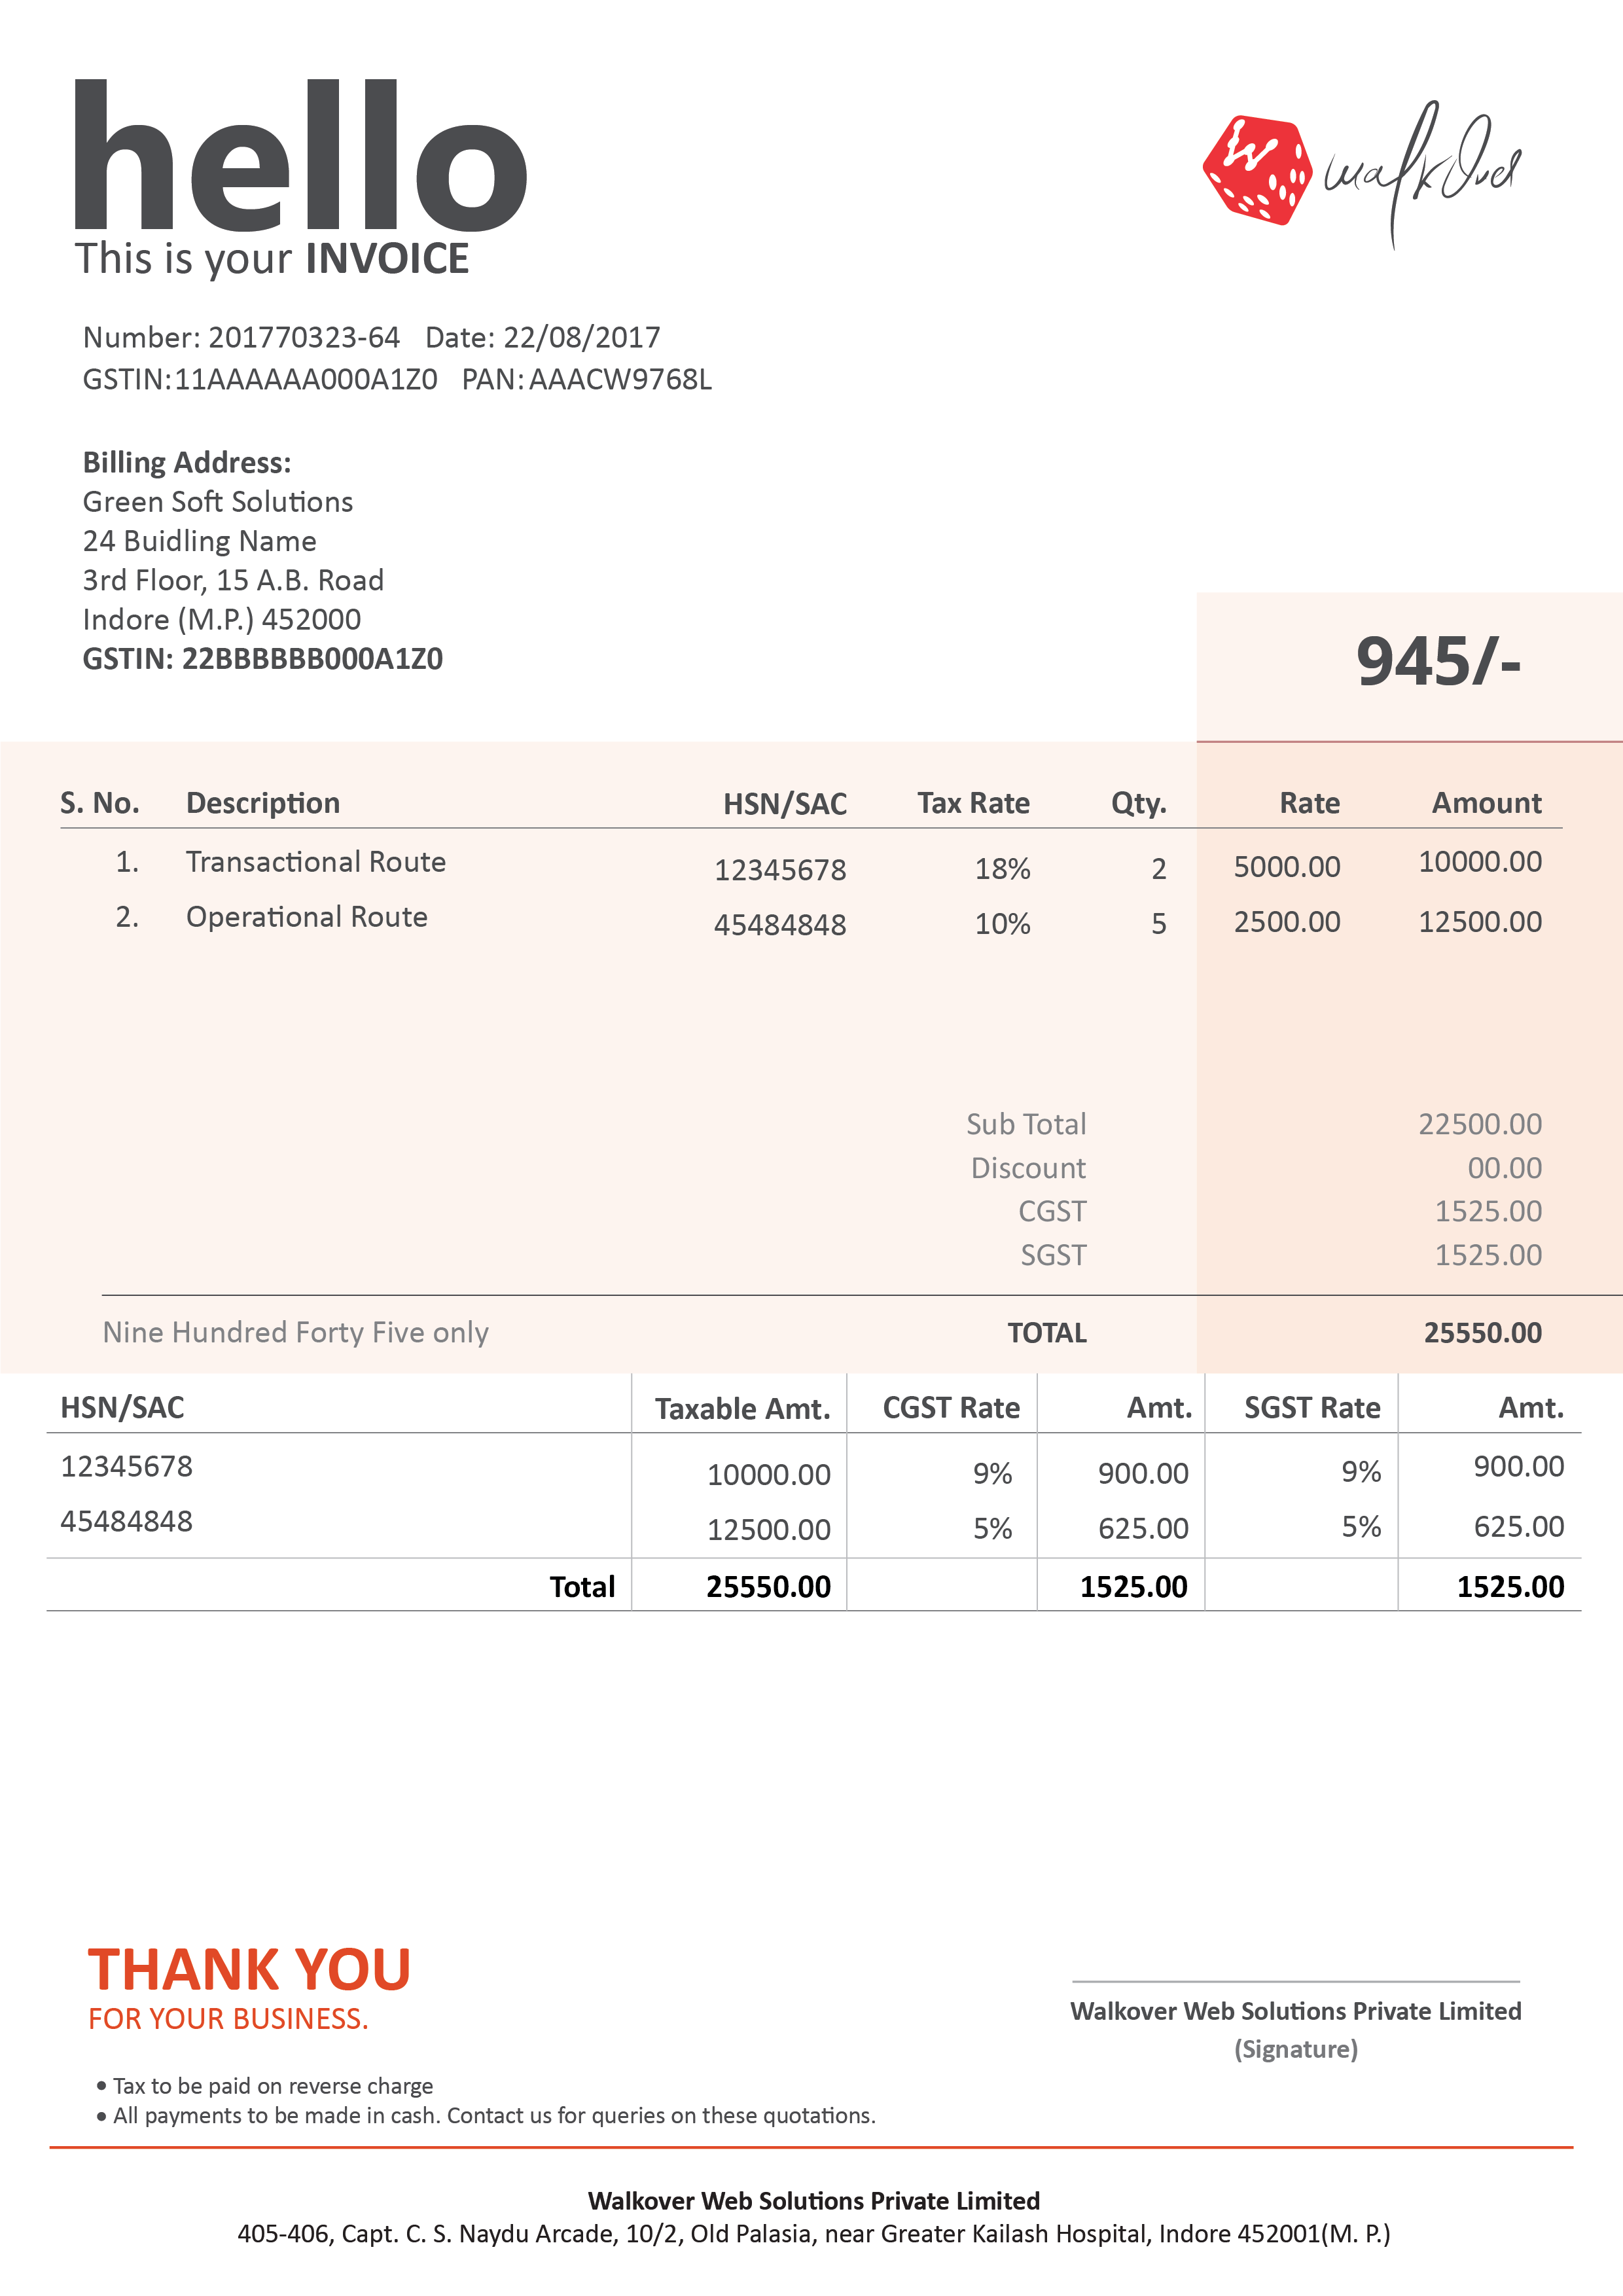 hello
W walkover
This is your INVOICE
Number: 201770323-64 Date: 22/08/2017
GSTIN:11AAAAAA000A1Z0 PAN:AAACW9768L
Billing Address:
Green Soft Solutions
24 Buidling Name
3rd Floor, 15 A.B. Road
Indore (M.P.) 452000
GSTIN: 22BBBBBB000A1Z0
945/-
S. No. Description HSN/SAC Tax Rate Qty. Rate Amount
1. Transactional Route 12345678 18% 2 5000.00 10000.00
2. Operational Route 45484848 10% 5 2500.00 12500.00
Sub Total 22500.00
Discount 00.00
CGST 1525.00
SGST 1525.00
Nine Hundred Forty Five only TOTAL 25550.00
HSN/SAC Taxable Amt. CGST Rate Amt. SGST Rate Amt.
12345678 10000.00 9% 900.00 9% 900.00
45484848 12500.00 5% 625.00 5% 625.00
Total 25550.00 1525.00 1525.00
THANK YOU
FOR YOUR BUSINESS.
Walkover Web Solutions Private Limited
(Signature)
• Tax to be paid on reverse charge
• All payments to be made in cash. Contact us for queries on these quotations.
Walkover Web Solutions Private Limited
405-406, Capt. C. S. Naydu Arcade, 10/2, Old Palasia, near Greater Kailash Hospital, Indore 452001(M. P.)